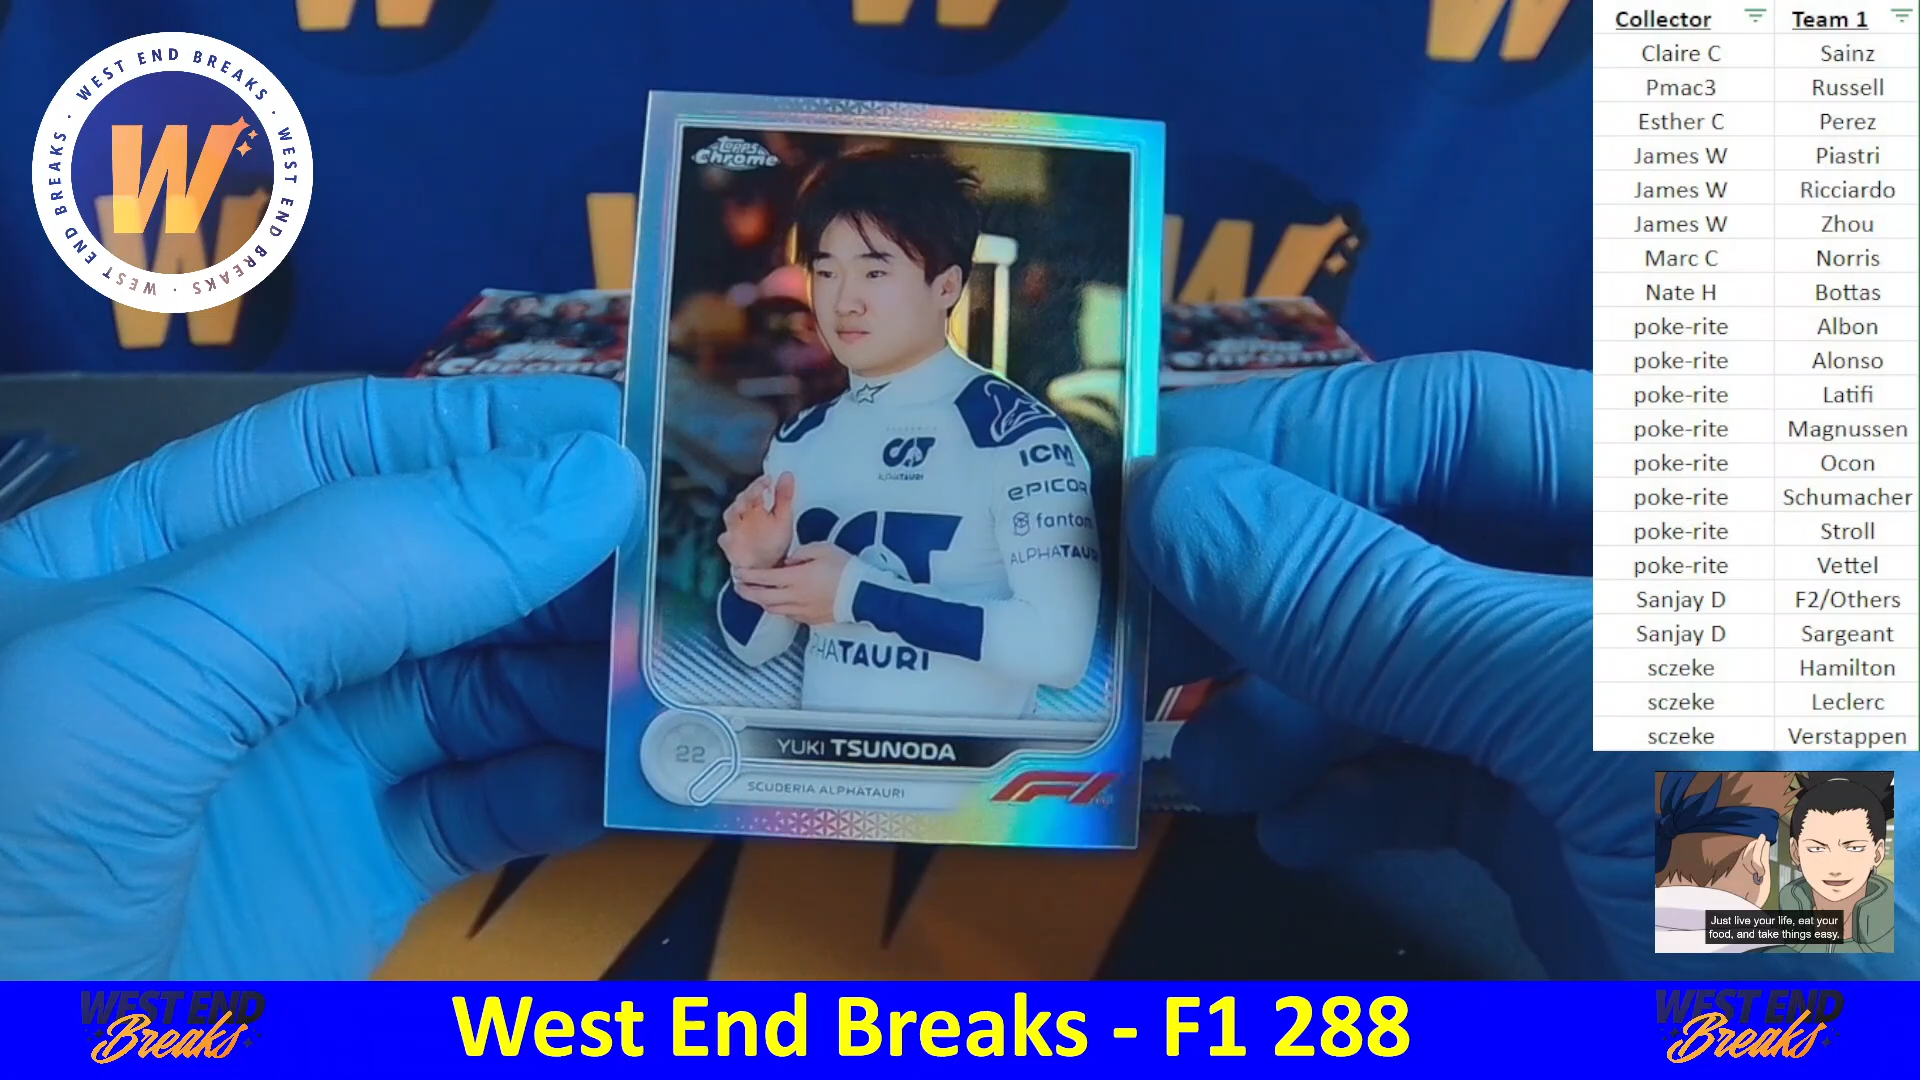 WEST END BREAKS · WEST END BREAKS · WEST END BREAKS ·
W
Topps
Chrome
ICM
EPICOR
fantom
ALPHATAURI
ALPHATAURI
ALPHATAURI
22
YUKI TSUNODA
SCUDERIA ALPHATAURI
F1
Collector Team 1
Claire C Sainz
Pmac3 Russell
Esther C Perez
James W Piastri
James W Ricciardo
James W Zhou
Marc C Norris
Nate H Bottas
poke-rite Albon
poke-rite Alonso
poke-rite Latifi
poke-rite Magnussen
poke-rite Ocon
poke-rite Schumacher
poke-rite Stroll
poke-rite Vettel
Sanjay D F2/Others
Sanjay D Sargeant
sczeke Hamilton
sczeke Leclerc
sczeke Verstappen
Just live your life, eat your
food, and take things easy.
WEST END
Breaks
West End Breaks - F1 288
WEST END
Breaks